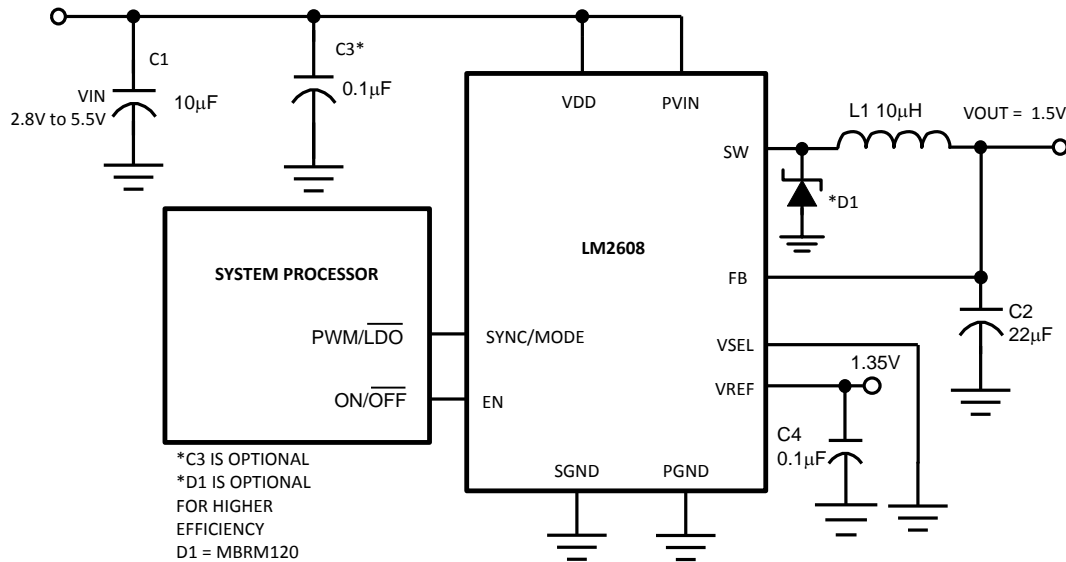 C1
C3*
VIN
2.8V to 5.5V
10μF
0.1μF
VDD
PVIN
L1 10μH
VOUT = 1.5V
SW
*D1
LM2608
SYSTEM PROCESSOR
FB
PWM/LDO
SYNC/MODE
C2
22μF
VSEL
1.35V
VREF
ON/OFF
EN
C4
0.1μF
SGND
PGND
*C3 IS OPTIONAL
*D1 IS OPTIONAL
FOR HIGHER
EFFICIENCY
D1 = MBRM120